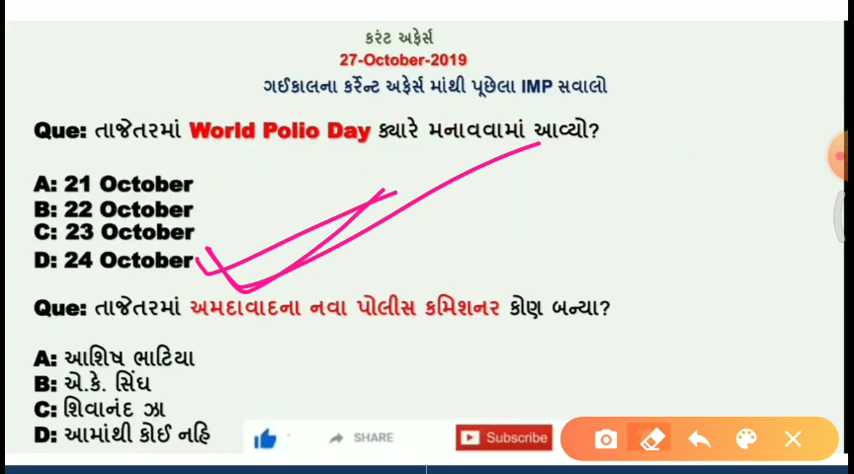 કરંટ અફેર્સ
27-October-2019
ગઈકાલના કર્રેન્ટ અફેર્સ માંથી પૂછેલા IMP સવાલો
Que: તાજેતરમાં World Polio Day ક્યારે મનાવવામાં આવ્યો?
A: 21 October
B: 22 October
C: 23 October
D: 24 October
Que: તાજેતરમાં અમદાવાદના નવા પોલીસ કમિશનર કોણ બન્યા?
A: આશિષ ભાટિયા
B: એ.કે. સિંઘ
C: શિવાનંદ ઝા
D: આમાંથી કોઈ નહિ
SHARE
Subscribe